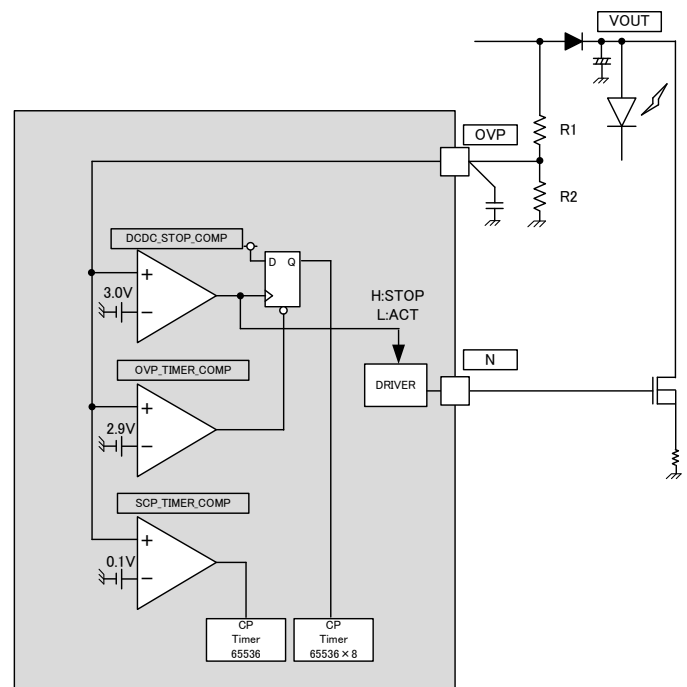 VOUT
OVP
R1
R2
DCDC_STOP_COMP
D Q
+
3.0V
−
H:STOP
L:ACT
N
DRIVER
OVP_TIMER_COMP
+
2.9V
−
SCP_TIMER_COMP
+
0.1V
−
CP
Timer
65536
CP
Timer
65536×8